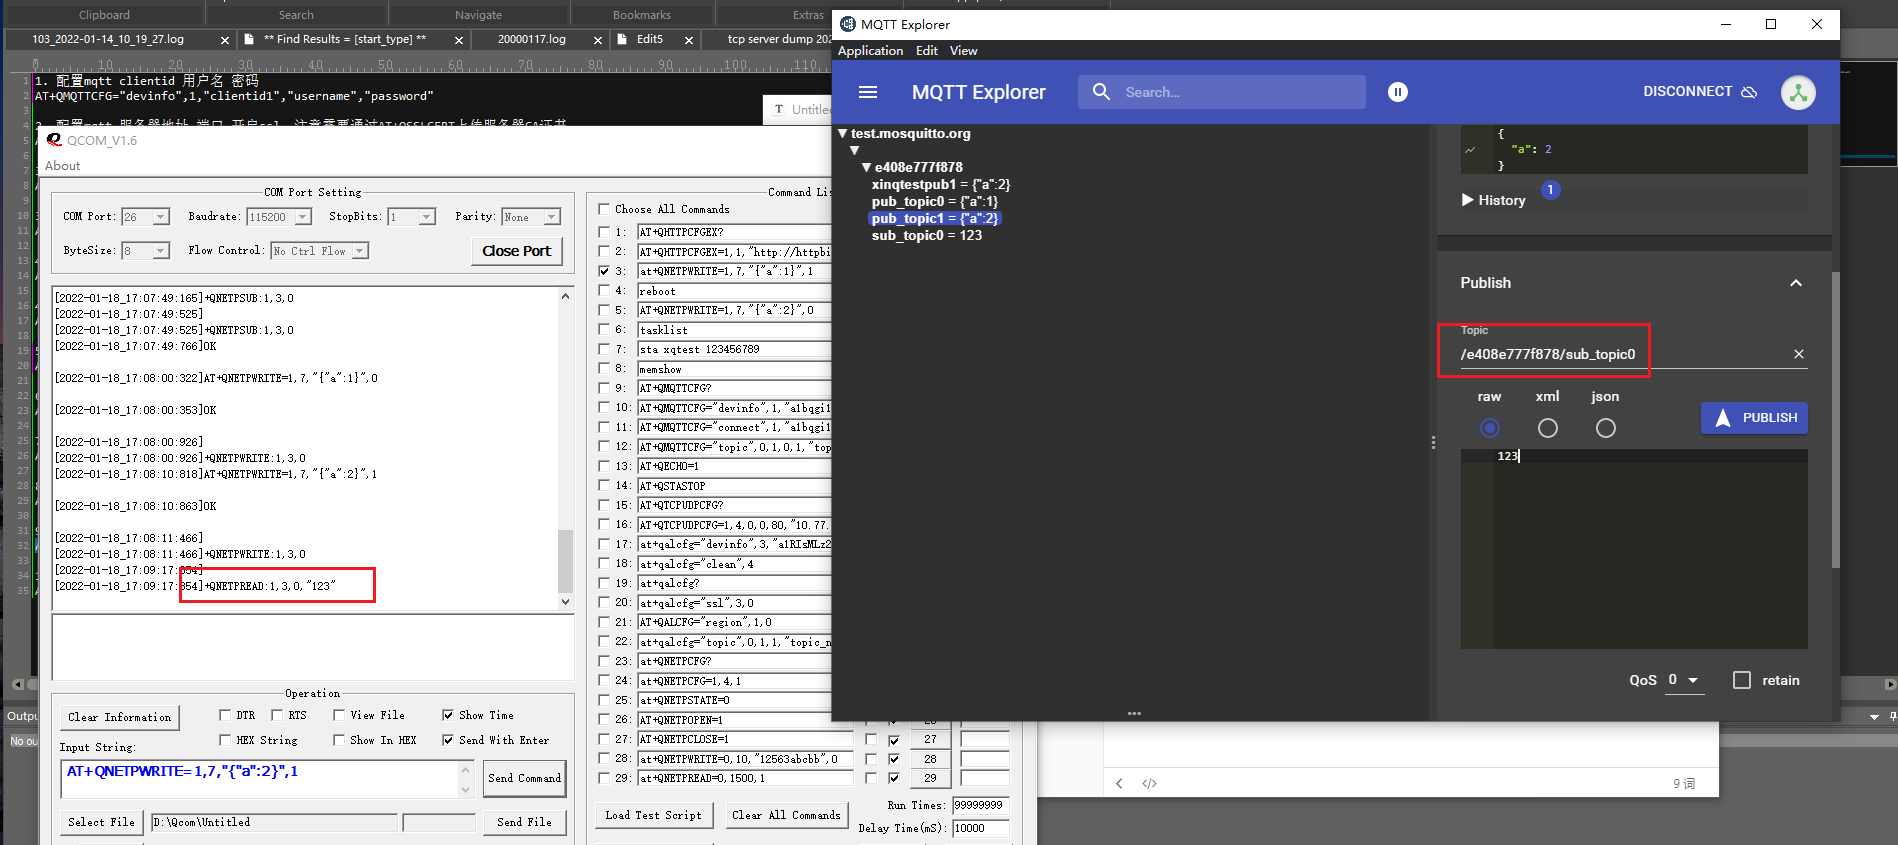 Clipboard
Search
Navigate
Bookmarks
Extras
103_2022-01-14_10_19_27.log
** Find Results = [start_type] **
20000117.log
Edit5
tcp server dump 202
0 10 20 30 40 50 60 70 80 90 100 110
1. 配置mqtt clientid 用户名 密码
AT+QMQTTCFG="devinfo",1,"clientid1","username","password"
QCOM_V1.6
About
COM Port Setting
COM Port: 26 Baudrate: 115200 StopBits: 1 Parity: None
ByteSize: 8 Flow Control: No Ctrl Flow Close Port
[2022-01-18_17:07:49:165]+QNETPSUB:1,3,0
[2022-01-18_17:07:49:525]
[2022-01-18_17:07:49:525]+QNETPSUB:1,3,0
[2022-01-18_17:07:49:766]OK
[2022-01-18_17:08:00:322]AT+QNETPWRITE=1,7,"{"a":1}",0
[2022-01-18_17:08:00:353]OK
[2022-01-18_17:08:00:926]
[2022-01-18_17:08:00:926]+QNETPWRITE:1,3,0
[2022-01-18_17:08:10:818]AT+QNETPWRITE=1,7,"{"a":2}",1
[2022-01-18_17:08:10:863]OK
[2022-01-18_17:08:11:466]
[2022-01-18_17:08:11:466]+QNETPWRITE:1,3,0
[2022-01-18_17:09:17:354]
[2022-01-18_17:09:17:354]+QNETPREAD:1,3,0,"123"
Operation
Clear Information
DTR RTS View File Show Time
HEX String Show In HEX Send With Enter
Input String:
AT+QNETPWRITE=1,7,"{"a":2}",1
Send Command
Select File
D:\Qcom\Untitled
Send File
Command Lis
Choose All Commands
1: AT+QHTTPCFGEX?
2: AT+QHTTPCFGEX=1,1,"http://httpbi
3: at+QNETPWRITE=1,7,"{"a":1}",1
4: reboot
5: AT+QNETPWRITE=1,7,"{"a":2}",0
6: tasklist
7: sta xqtest 123456789
8: memshow
9: AT+QMQTTCFG?
10: AT+QMQTTCFG="devinfo",1,"a1bqgi1
11: AT+QMQTTCFG="connect",1,"a1bqgi1
12: AT+QMQTTCFG="topic",0,1,0,1,"top
13: AT+QECHO=1
14: AT+QSTASTOP
15: AT+QTCPUDPCFG?
16: AT+QTCPUDPCFG=1,4,0,0,80,"10.77.
17: at+qalcfg="devinfo",3,"a1RIsMLz2
18: at+qalcfg="clean",4
19: at+qalcfg?
20: at+qalcfg="ssl",3,0
21: AT+QALCFG="region",1,0
22: at+qalcfg="topic",0,1,1,"topic_n
23: at+QNETPCFG?
24: at+QNETPCFG=1,4,1
25: at+QNETPSTATE=0
26: AT+QNETPOPEN=1
27: AT+QNETPCLOSE=1 27
28: at+QNETPWRITE=0,10,"12563abcbb",0 28
29: at+QNETPREAD=0,1500,1 29
Load Test Script
Clear All Commands
Run Times: 99999999
Delay Time(mS): 10000
MQTT Explorer
Application Edit View
MQTT Explorer
Search...
DISCONNECT
test.mosquitto.org
e408e777f878
xinqtestpub1 = {"a":2}
pub_topic0 = {"a":1}
pub_topic1 = {"a":2}
sub_topic0 = 123
{
"a": 2
}
History 1
Publish
Topic
/e408e777f878/sub_topic0
raw xml json
PUBLISH
123
QoS 0 retain
9 词